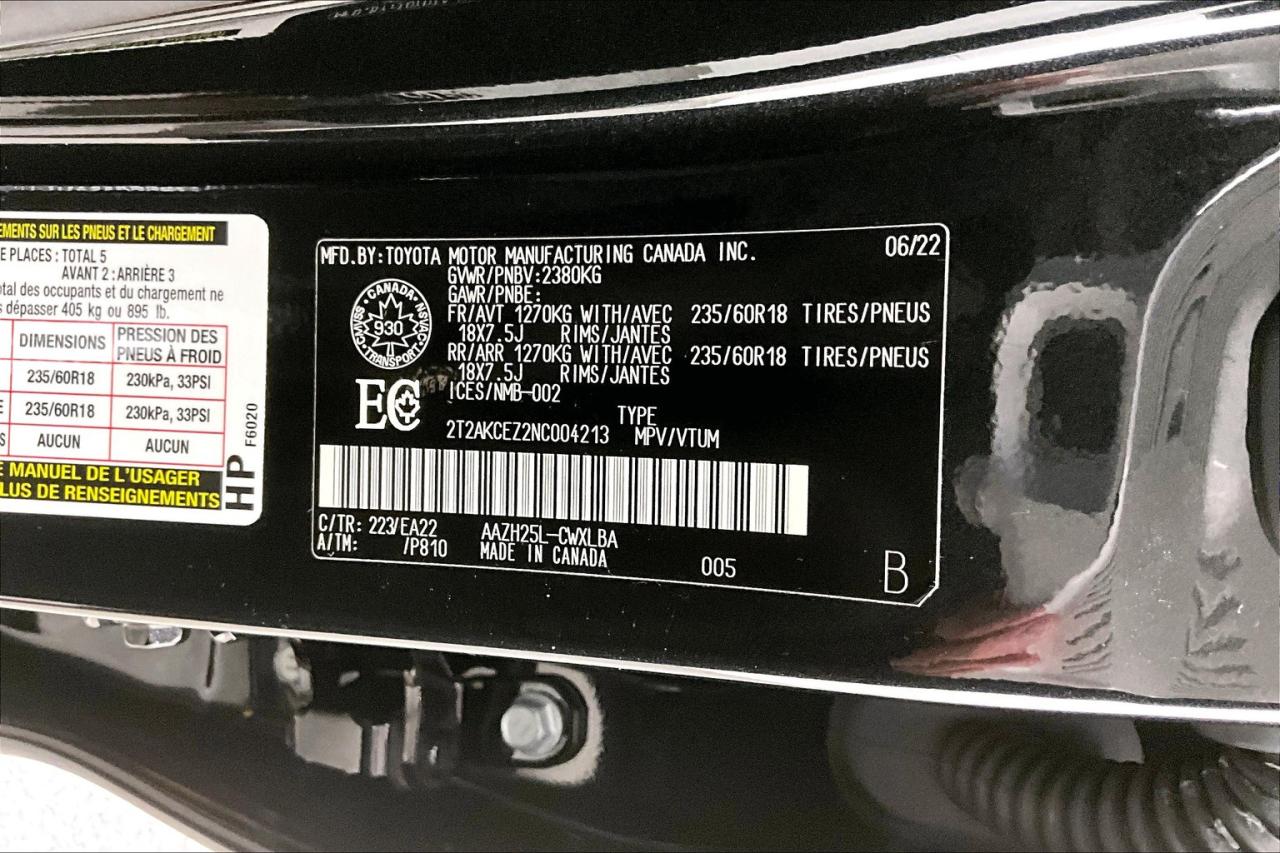 EMENTS SUR LES PNEUS ET LE CHARGEMENT
E PLACES : TOTAL 5
AVANT 2 : ARRIÈRE 3
otal des occupants et du chargement ne
s dépasser 405 kg ou 895 lb.
DIMENSIONS PRESSION DES PNEUS À FROID
235/60R18 230kPa, 33PSI
E 235/60R18 230kPa, 33PSI
S AUCUN AUCUN
E MANUEL DE L'USAGER
LUS DE RENSEIGNEMENTS
HP F6020
MFD.BY:TOYOTA MOTOR MANUFACTURING CANADA INC. 06/22
GVWR/PNBV:2380KG
GAWR/PNBE:
FR/AVT 1270KG WITH/AVEC 235/60R18 TIRES/PNEUS
18X7.5J RIMS/JANTES
RR/ARR 1270KG WITH/AVEC 235/60R18 TIRES/PNEUS
18X7.5J RIMS/JANTES
ICES/NMB-002
CANADA
CMVSS 930 NSVAC
TRANSPORT
EC
TYPE
2T2AKCEZ2NC004213 MPV/VTUM
C/TR: 223/EA22 AAZH25L-CWXLBA
A/TM: /P810 MADE IN CANADA 005 B